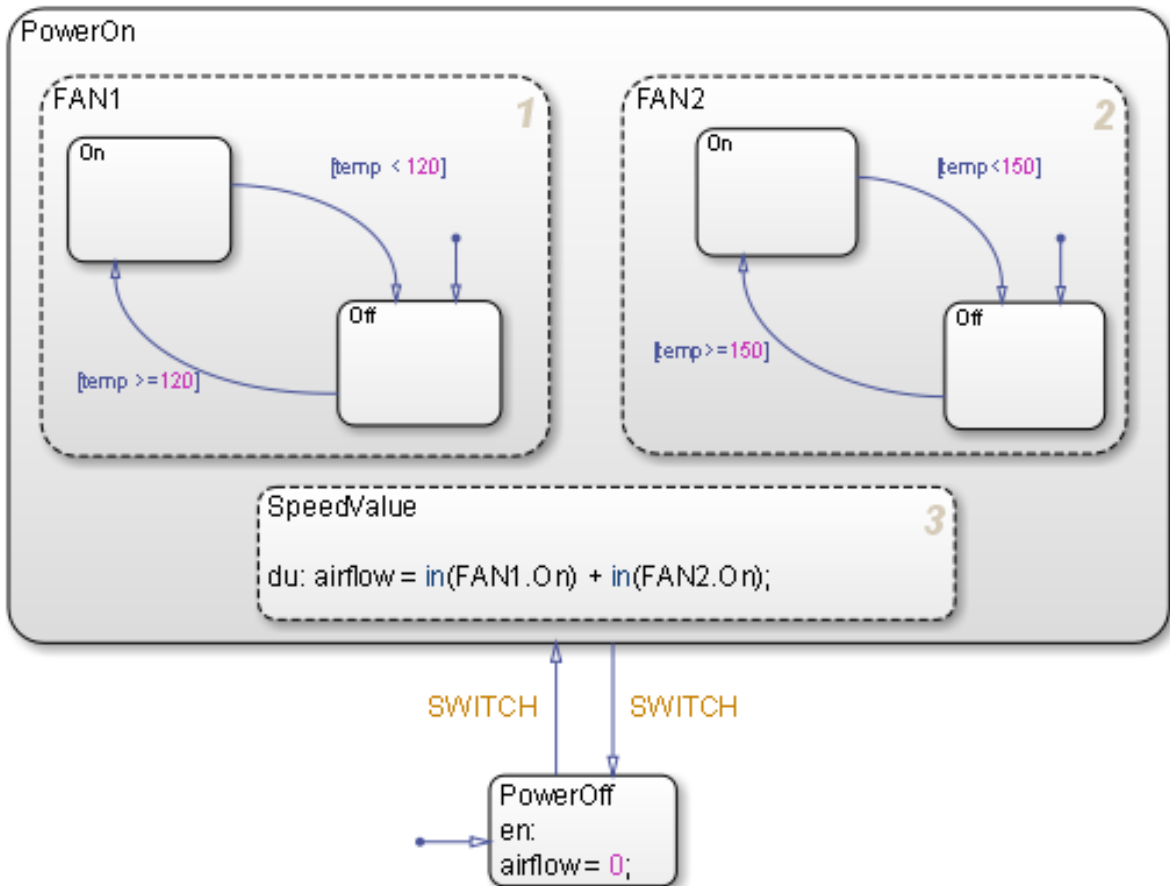 PowerOn
FAN1
1
On
[temp < 120]
Off
[temp >=120]
FAN2
2
On
[temp<150]
Off
[temp>=150]
SpeedValue
3
du: airflow = in(FAN1.On) + in(FAN2.On);
SWITCH
SWITCH
PowerOff
en:
airflow = 0;